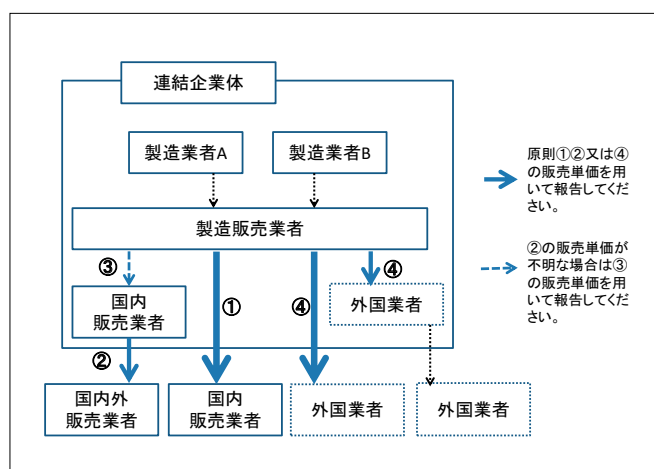 連結企業体
製造業者A
製造業者B
製造販売業者
③
国内
販売業者
②
①
④
④
外国業者
国内外
販売業者
国内
販売業者
外国業者
外国業者
原則①②又は④
の販売単価を用
いて報告してくだ
さい。
②の販売単価が
不明な場合は③
の販売単価を用
いて報告してくだ
さい。